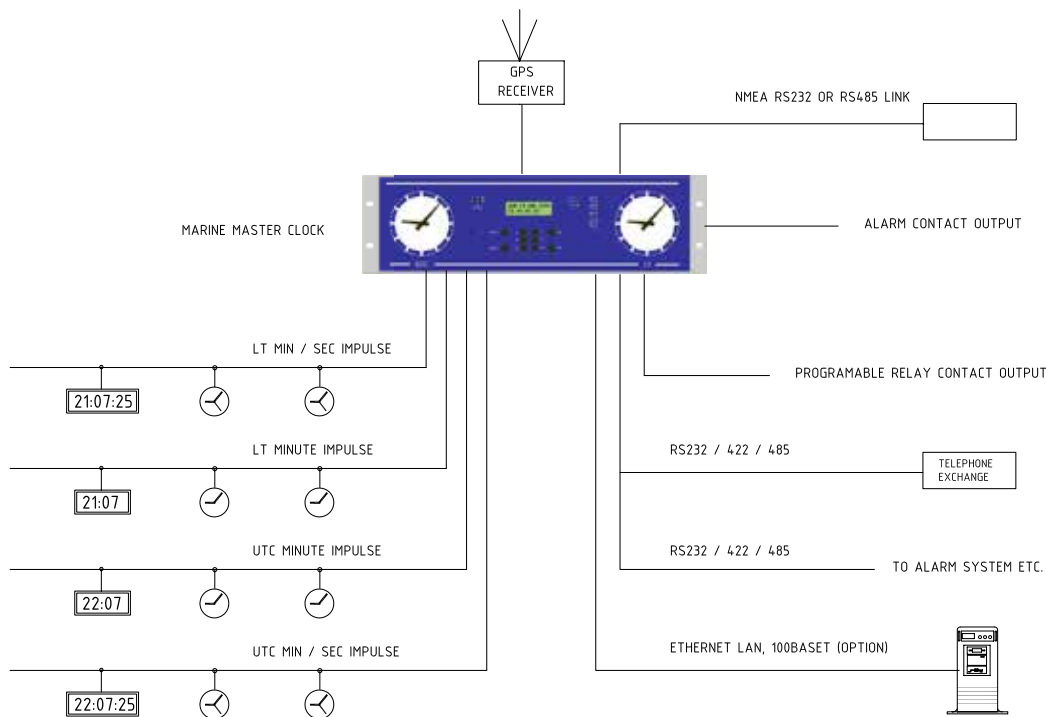 GPS
RECEIVER
NMEA RS232 OR RS485 LINK
MARINE MASTER CLOCK
ALARM CONTACT OUTPUT
LT MIN / SEC IMPULSE
21:07:25
PROGRAMABLE RELAY CONTACT OUTPUT
LT MINUTE IMPULSE
21:07
RS232 / 422 / 485
TELEPHONE
EXCHANGE
UTC MINUTE IMPULSE
22:07
RS232 / 422 / 485
TO ALARM SYSTEM ETC.
UTC MIN / SEC IMPULSE
22:07:25
ETHERNET LAN, 100BASET (OPTION)